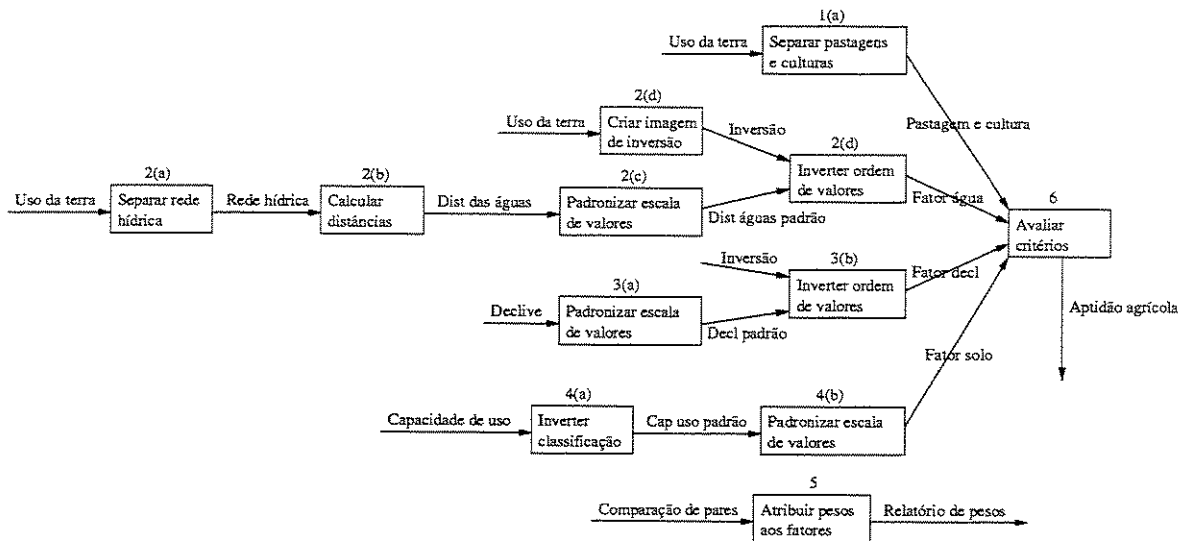 1(a)
Uso da terra
Separar pastagens
e culturas
2(d)
Uso da terra
Criar imagem
de inversão
Inversão
Pastagem e cultura
2(d)
Inverter ordem
de valores
Fator água
2(a)
Uso da terra
Separar rede
hídrica
Rede hídrica
2(b)
Calcular
distâncias
Dist das águas
2(c)
Padronizar escala
de valores
Dist águas padrão
6
Avaliar
critérios
Inversão
3(b)
Inverter ordem
de valores
Fator decl
3(a)
Declive
Padronizar escala
de valores
Decl padrão
Aptidão agrícola
Fator solo
4(a)
Capacidade de uso
Inverter
classificação
Cap uso padrão
4(b)
Padronizar escala
de valores
5
Comparação de pares
Atribuir pesos
aos fatores
Relatório de pesos